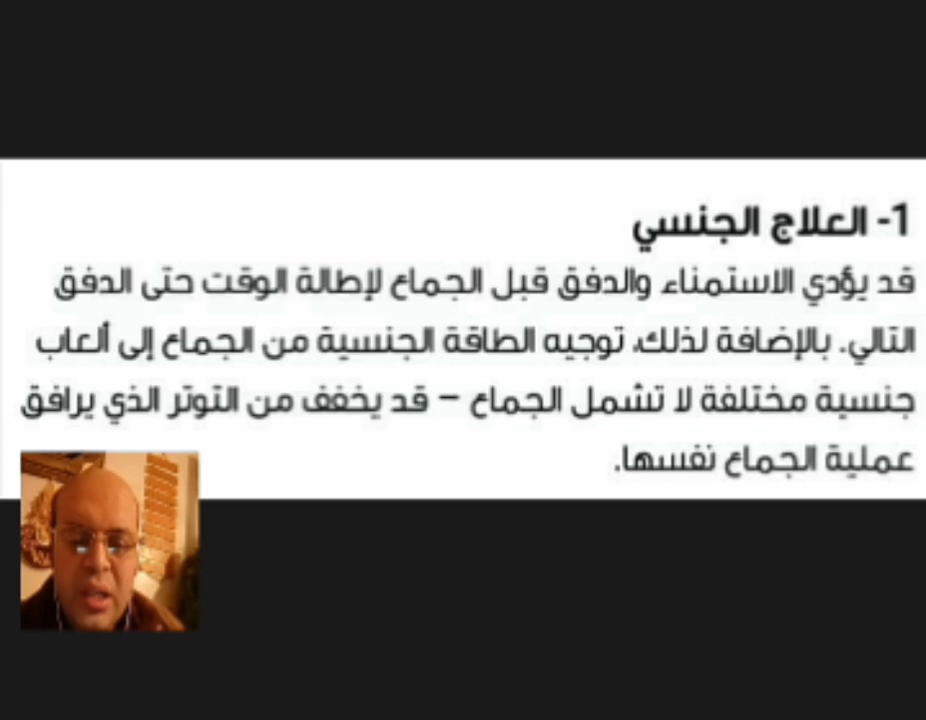 1- العلاج الجنسي
قد يؤدي الاستمناء والدفق قبل الجماع لإطالة الوقت حتى الدفق
التالي. بالإضافة لذلك، توجيه الطاقة الجنسية من الجماع إلى ألعاب
جنسية مختلفة لا تشمل الجماع – قد يخفف من التوتر الذي يرافق
عملية الجماع نفسها.